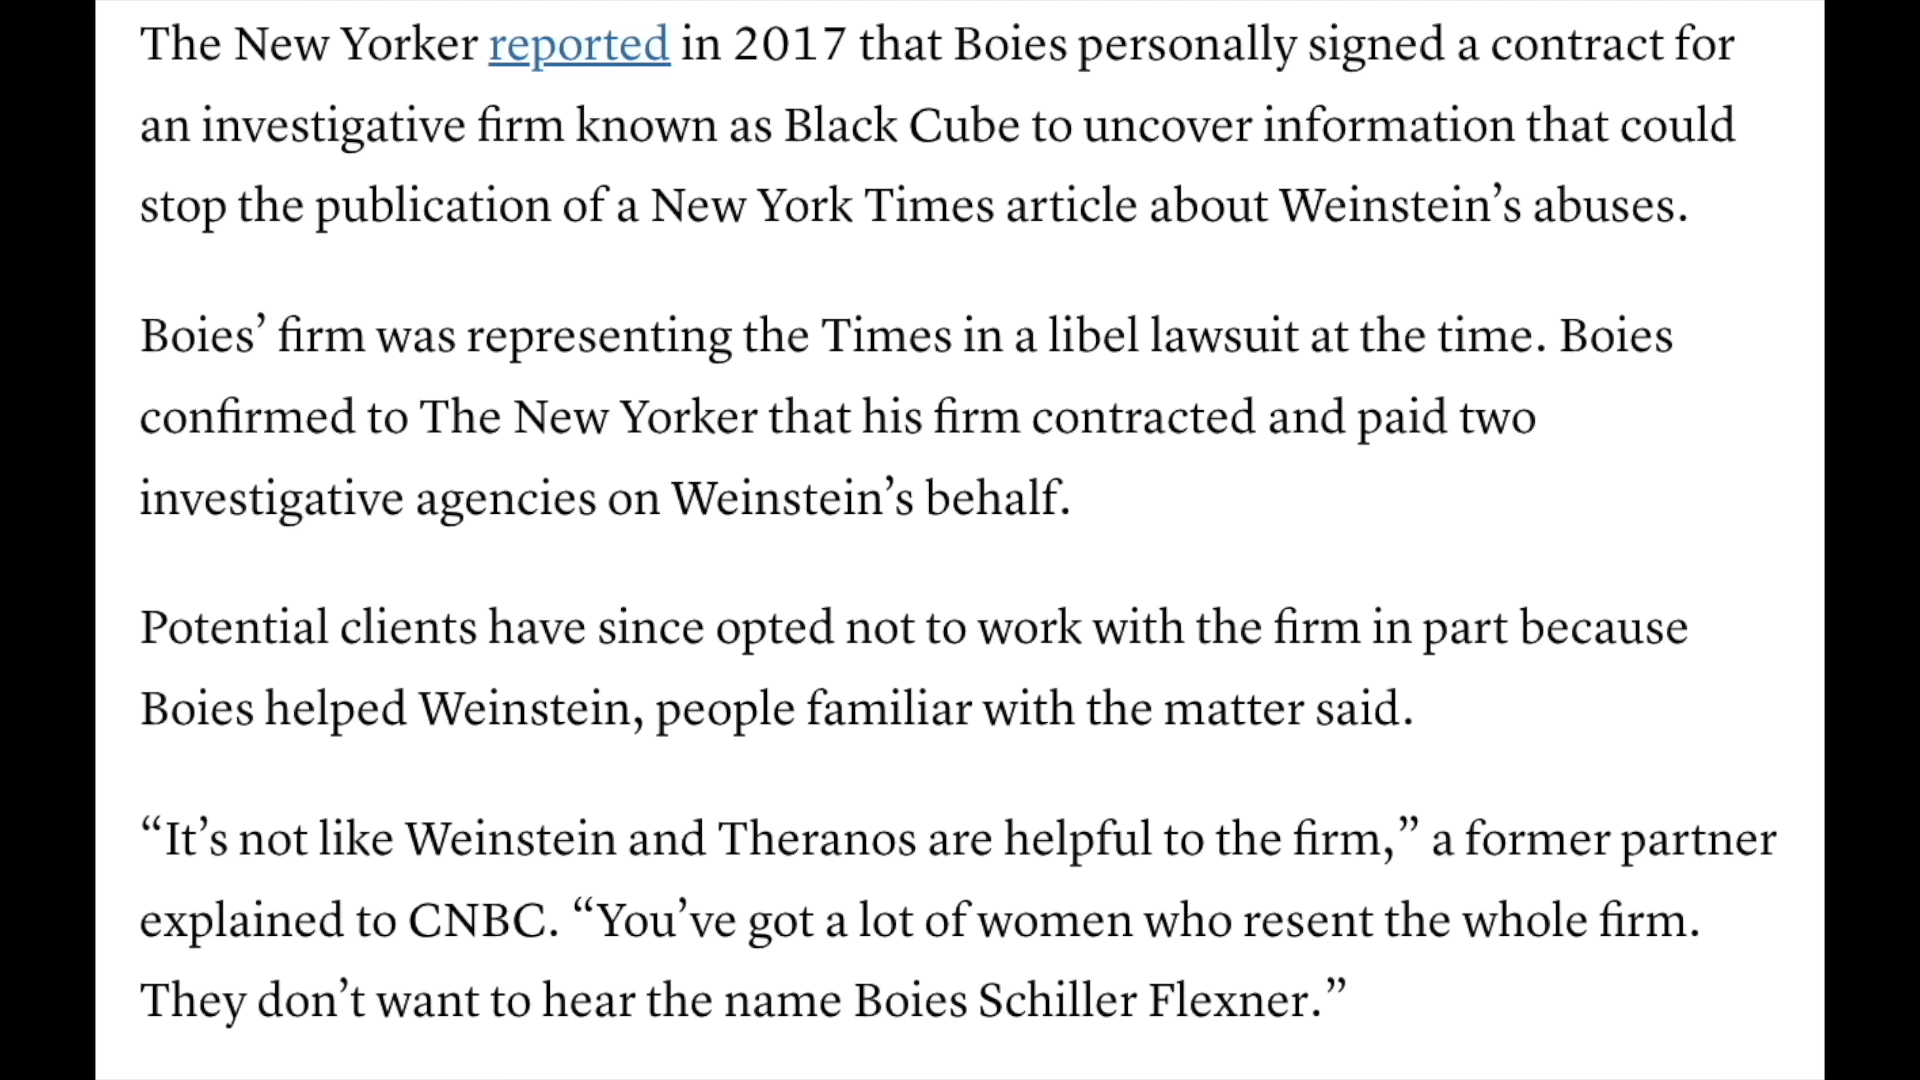 The New Yorker reported in 2017 that Boies personally signed a contract for
an investigative firm known as Black Cube to uncover information that could
stop the publication of a New York Times article about Weinstein’s abuses.
Boies’ firm was representing the Times in a libel lawsuit at the time. Boies
confirmed to The New Yorker that his firm contracted and paid two
investigative agencies on Weinstein’s behalf.
Potential clients have since opted not to work with the firm in part because
Boies helped Weinstein, people familiar with the matter said.
“It’s not like Weinstein and Theranos are helpful to the firm,” a former partner
explained to CNBC. “You’ve got a lot of women who resent the whole firm.
They don’t want to hear the name Boies Schiller Flexner.”